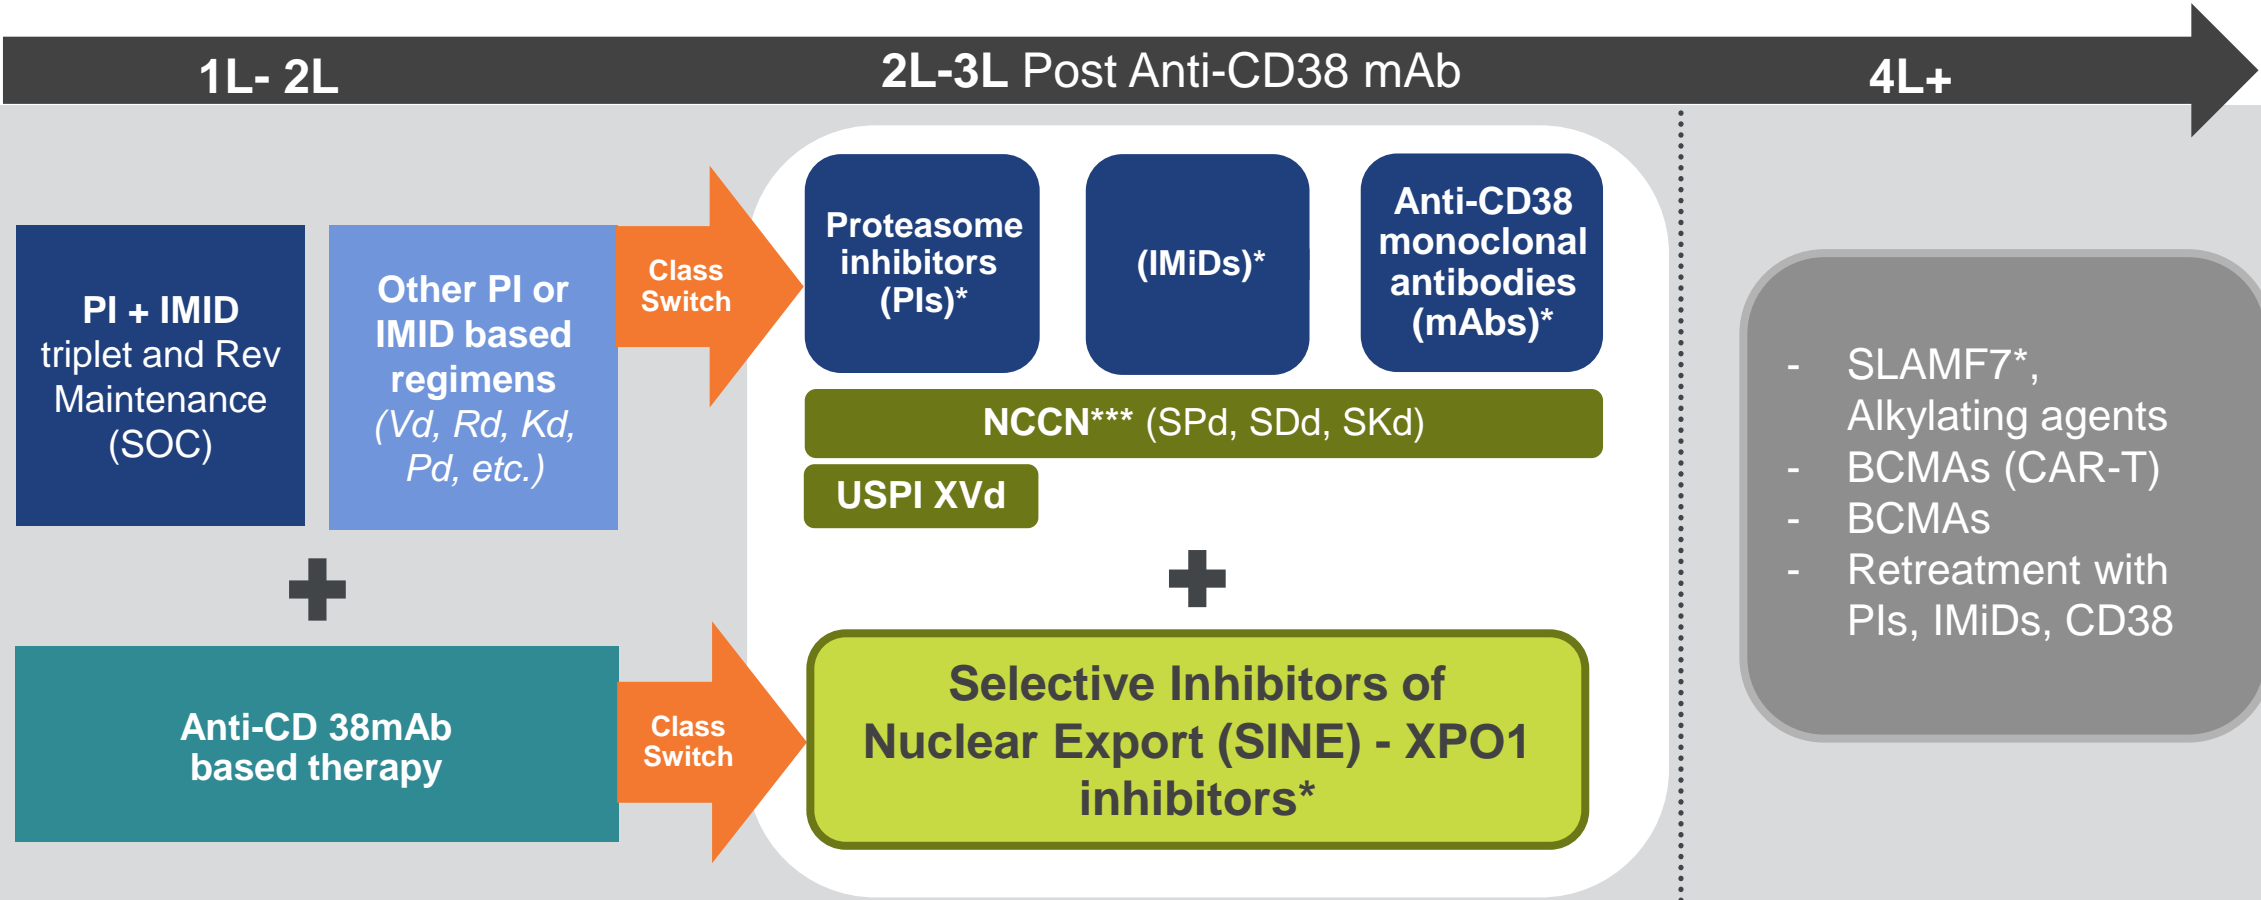 1L- 2L
2L-3L Post Anti-CD38 mAb
4L+
PI + IMID
triplet and Rev
Maintenance
(SOC)
Other PI or
IMID based
regimens
(Vd, Rd, Kd,
Pd, etc.)
Class
Switch
Proteasome
inhibitors
(PIs)*
(IMiDs)*
Anti-CD38
monoclonal
antibodies
(mAbs)*
NCCN*** (SPd, SDd, SKd)
USPI XVd
Anti-CD 38mAb
based therapy
Class
Switch
Selective Inhibitors of
Nuclear Export (SINE) - XPO1
inhibitors*
- SLAMF7*,
Alkylating agents
- BCMAs (CAR-T)
- BCMAs
- Retreatment with
PIs, IMiDs, CD38